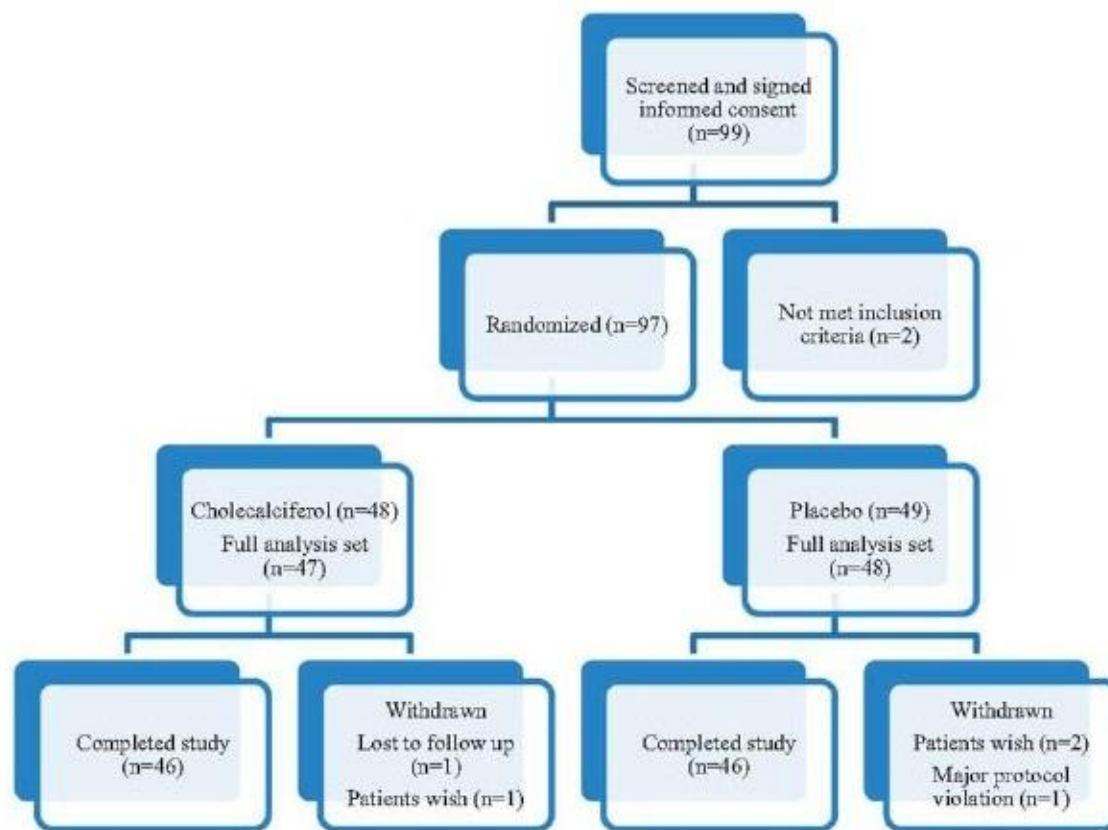 Screened and signed
informed consent
(n=99)
Randomized (n=97)
Not met inclusion
criteria (n=2)
Cholecalciferol (n=48)
Full analysis set
(n=47)
Placebo (n=49)
Full analysis set
(n=48)
Completed study
(n=46)
Withdrawn
Lost to follow up
(n=1)
Patients wish (n=1)
Completed study
(n=46)
Withdrawn
Patients wish (n=2)
Major protocol
violation (n=1)